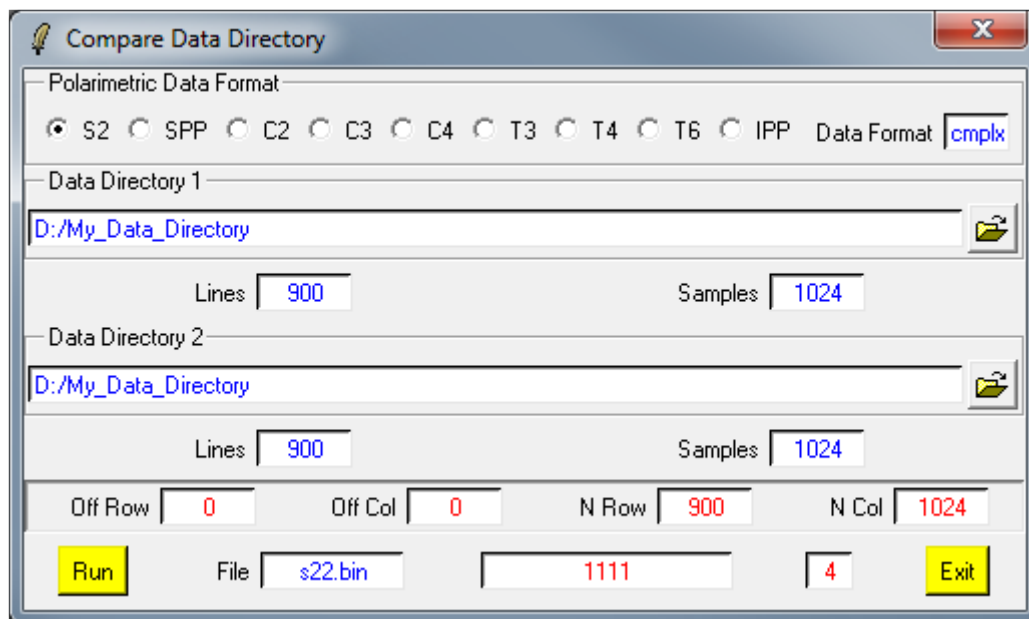 Compare Data Directory
Polarimetric Data Format
S2 SPP C2 C3 C4 T3 T4 T6 IPP Data Format cmplx
Data Directory 1
D:/My_Data_Directory
Lines 900 Samples 1024
Data Directory 2
D:/My_Data_Directory
Lines 900 Samples 1024
Off Row 0 Off Col 0 N Row 900 N Col 1024
Run File s22.bin 1111 4 Exit